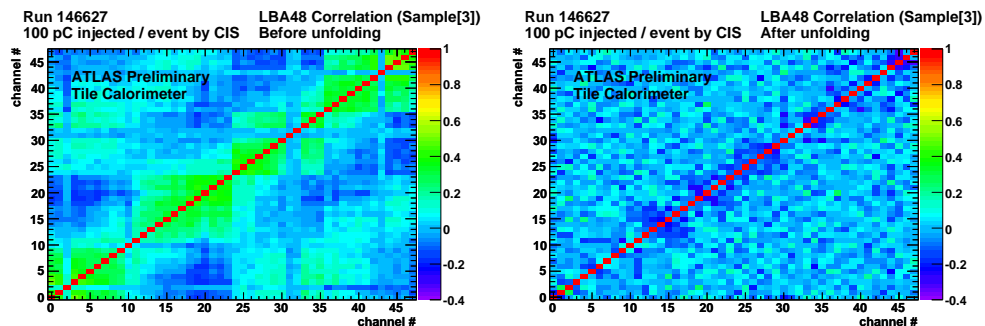 Run 146627
LBA48 Correlation (Sample[3])
100 pC injected / event by CIS
Before unfolding
channel #
ATLAS Preliminary
Tile Calorimeter
45
40
35
30
25
20
15
10
5
0
0 5 10 15 20 25 30 35 40 45
channel #
1
0.8
0.6
0.4
0.2
0
-0.2
-0.4
Run 146627
LBA48 Correlation (Sample[3])
100 pC injected / event by CIS
After unfolding
channel #
ATLAS Preliminary
Tile Calorimeter
45
40
35
30
25
20
15
10
5
0
0 5 10 15 20 25 30 35 40 45
channel #
1
0.8
0.6
0.4
0.2
0
-0.2
-0.4